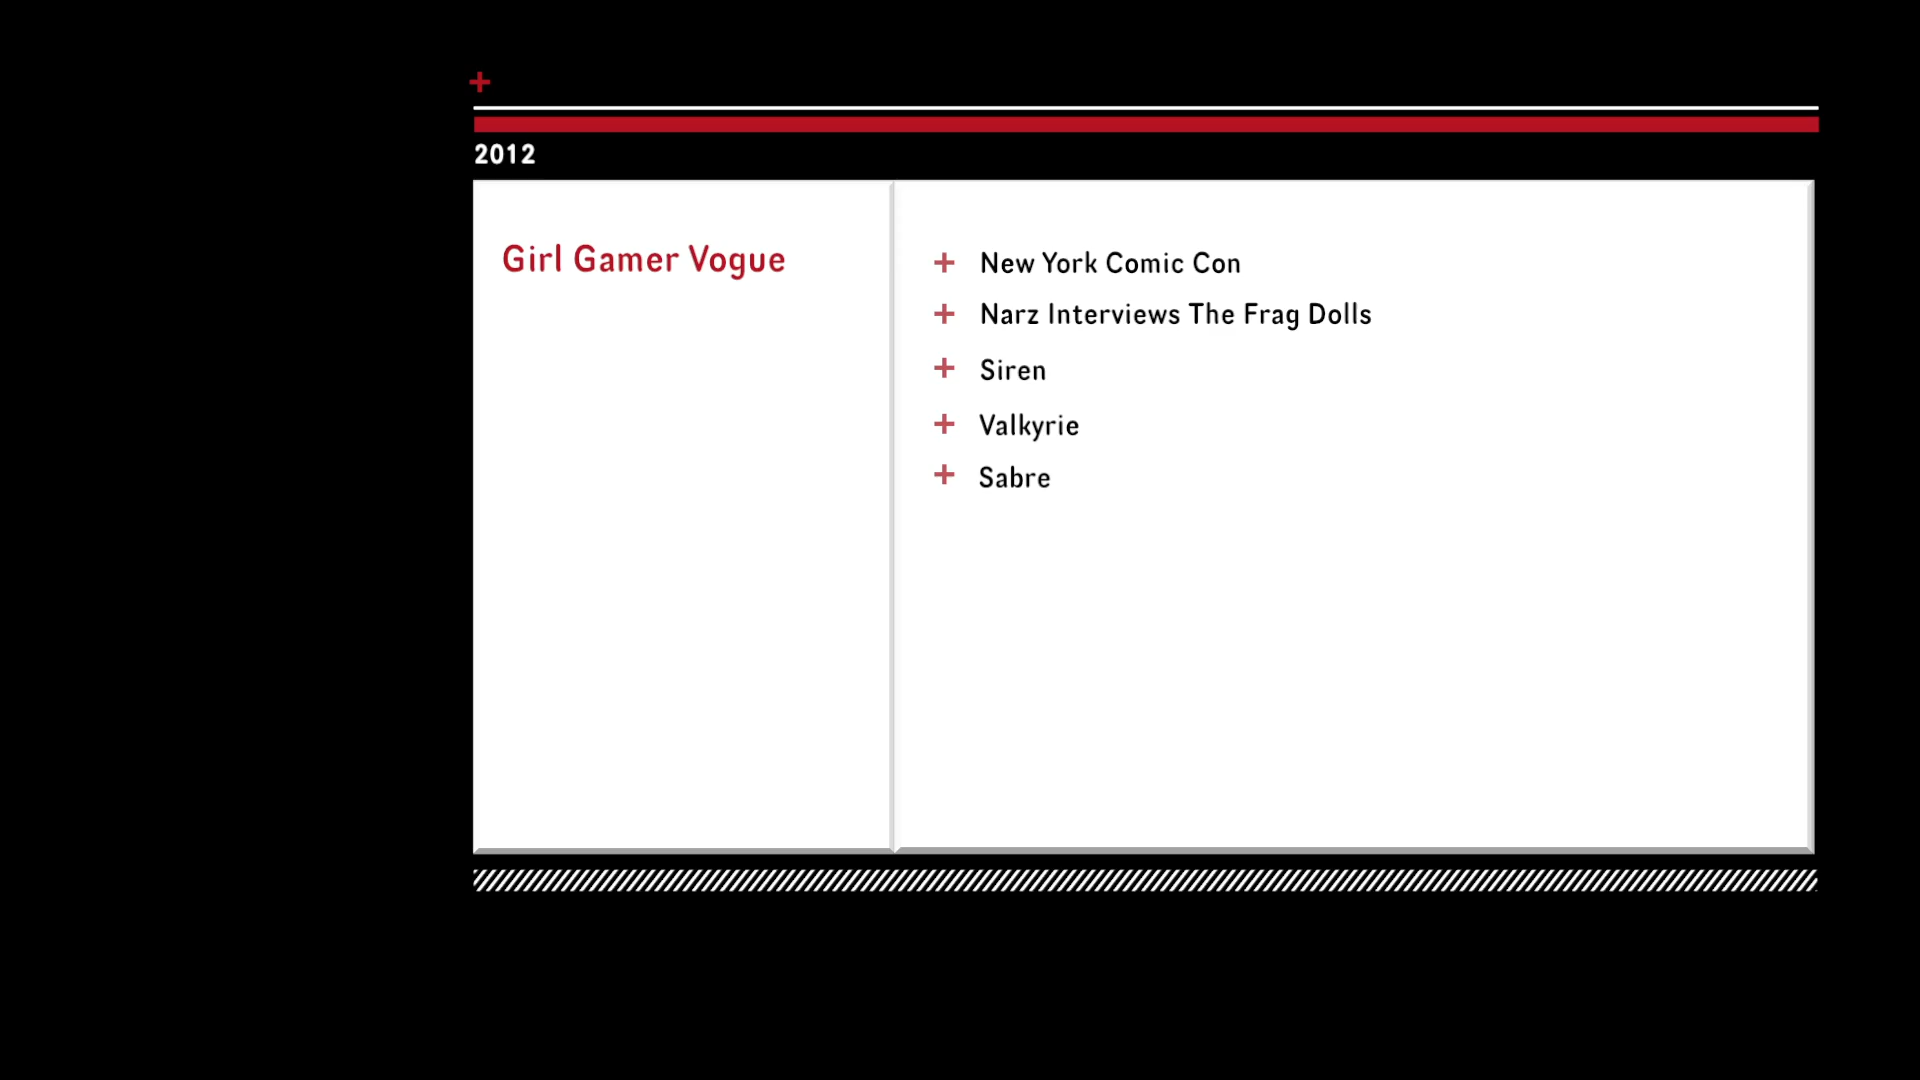 2012
Girl Gamer Vogue
+ New York Comic Con
+ Narz Interviews The Frag Dolls
+ Siren
+ Valkyrie
+ Sabre